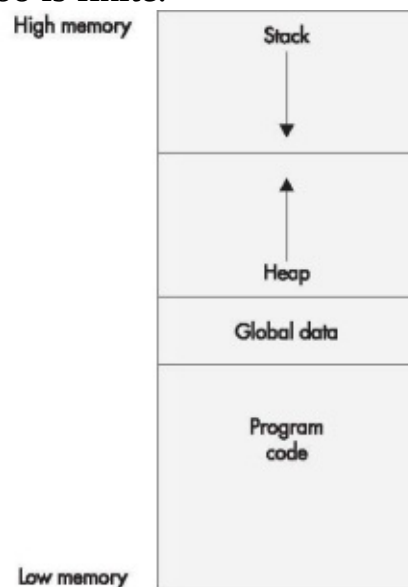 High memory
Stack
Heap
Global data
Program
code
Low memory